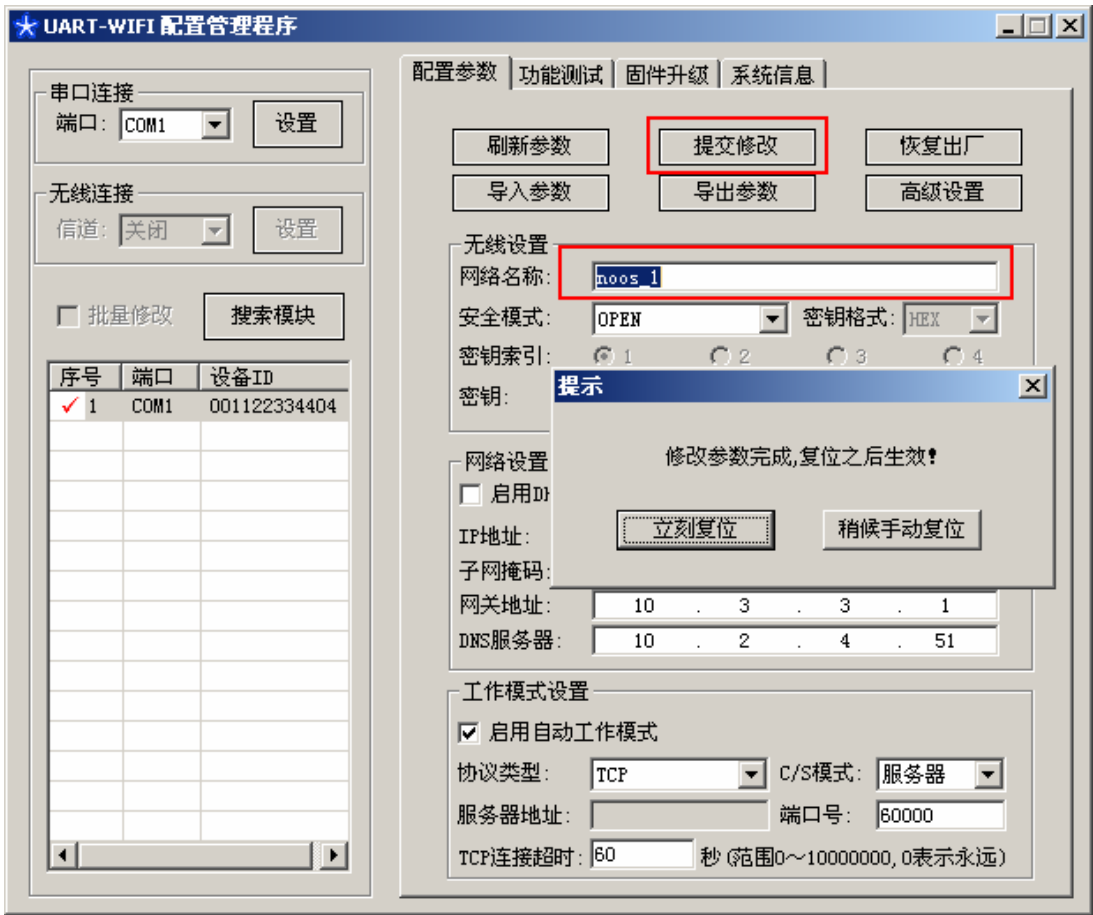 UART-WIFI 配置管理程序
串口连接
端口: COM1 设置
无线连接
信道: 关闭 设置
批量修改 搜索模块
序号 端口 设备ID
1 COM1 001122334404
配置参数 功能测试 固件升级 系统信息
刷新参数 提交修改 恢复出厂
导入参数 导出参数 高级设置
无线设置
网络名称: noos_1
安全模式: OPEN 密钥格式: HEX
密钥索引: 1 2 3 4
密钥:
提示
修改参数完成,复位之后生效!
立刻复位 稍候手动复位
网络设置
启用DH
IP地址:
子网掩码:
网关地址: 10 . 3 . 3 . 1
DNS服务器: 10 . 2 . 4 . 51
工作模式设置
启用自动工作模式
协议类型: TCP C/S模式: 服务器
服务器地址: 端口号: 60000
TCP连接超时: 60 秒(范围0～10000000,0表示永远)